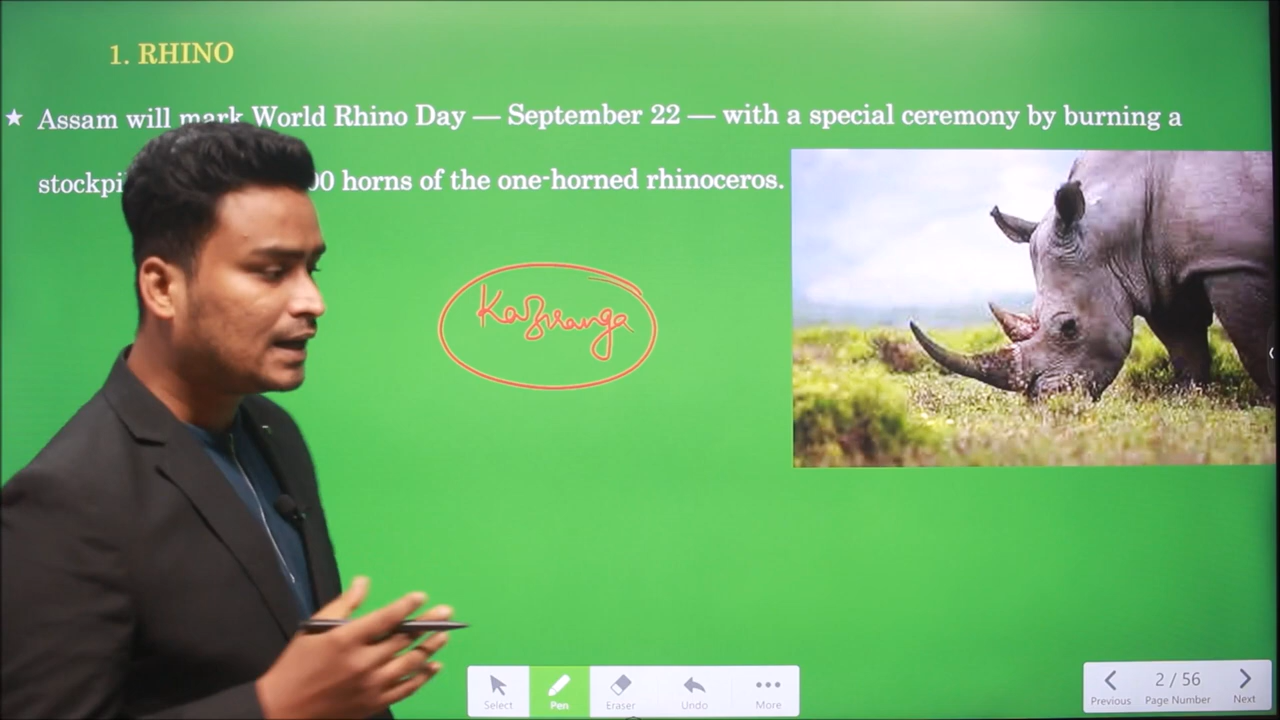 1. RHINO
★ Assam will mark World Rhino Day — September 22 — with a special ceremony by burning a
00 horns of the one-horned rhinoceros.
Kaziranga
Select Pen Eraser Undo More
Previous 2 / 56 Page Number Next